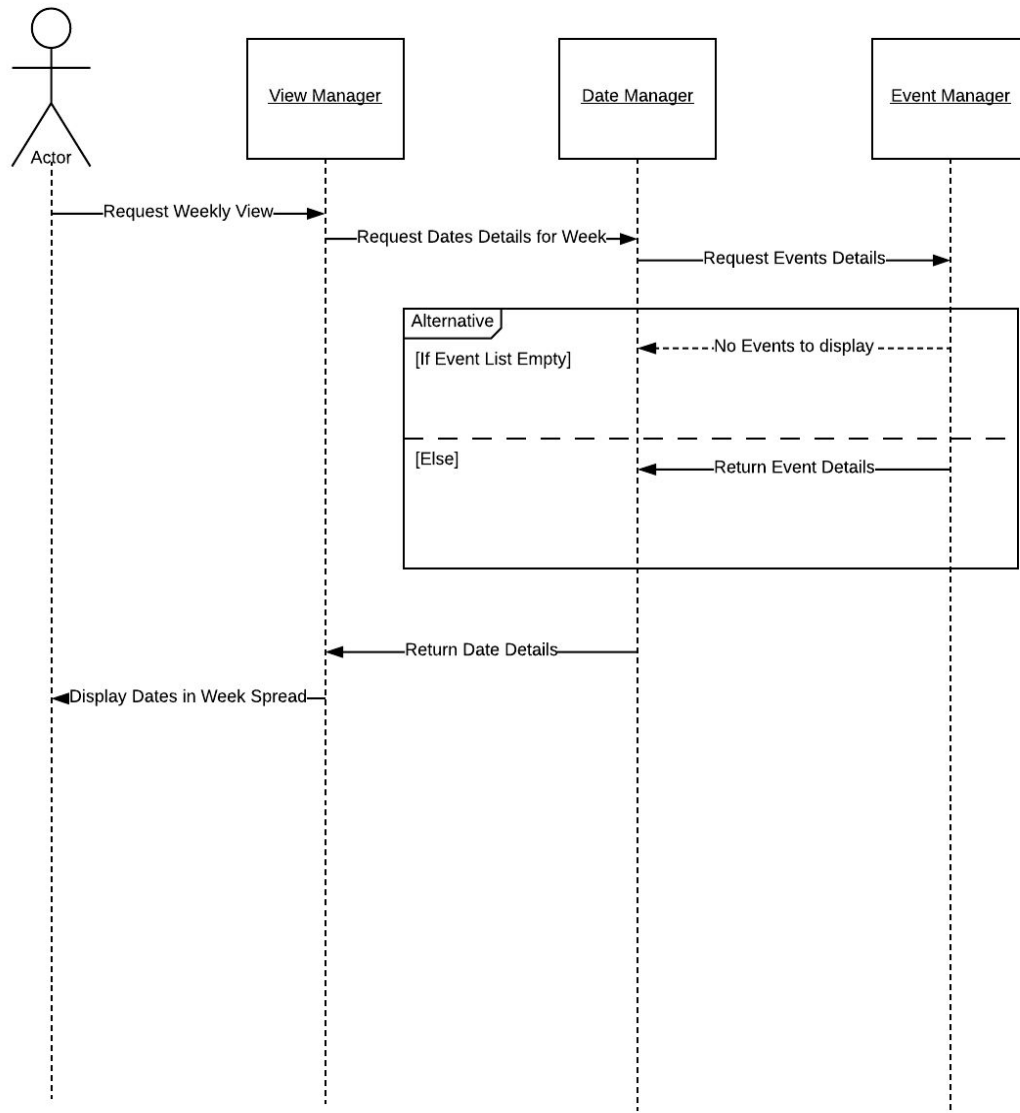 View Manager
Date Manager
Event Manager
Actor
Request Weekly View
Request Dates Details for Week
Request Events Details
Alternative
No Events to display
[If Event List Empty]
[Else]
Return Event Details
Return Date Details
Display Dates in Week Spread